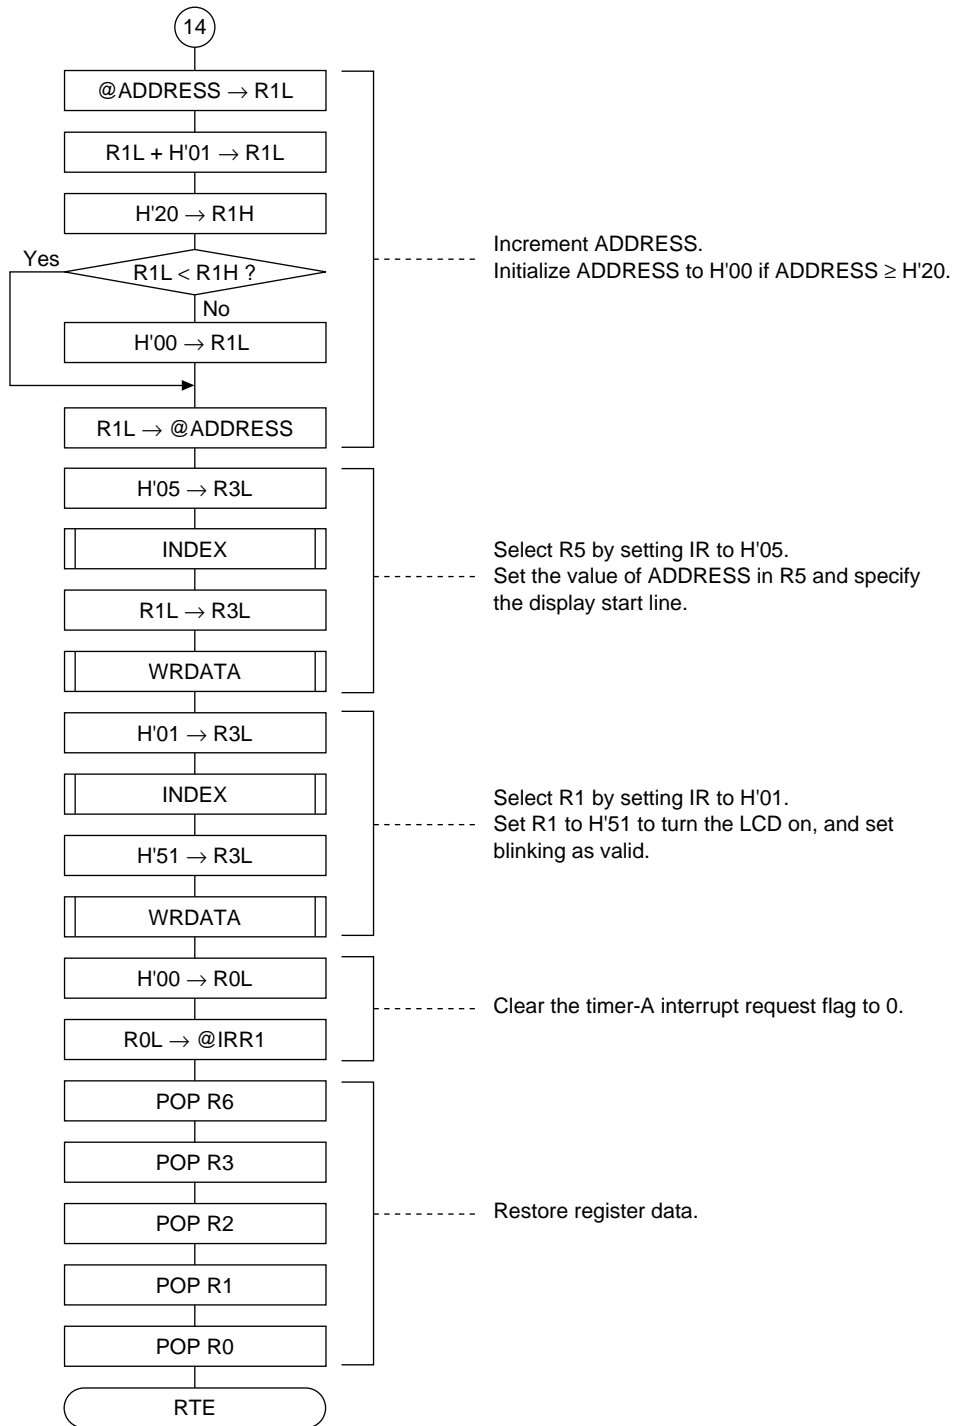 14
@ADDRESS → R1L
R1L + H'01 → R1L
H'20 → R1H
Yes
R1L < R1H ?
No
H'00 → R1L
R1L → @ADDRESS
Increment ADDRESS.
Initialize ADDRESS to H'00 if ADDRESS ≥ H'20.
H'05 → R3L
INDEX
R1L → R3L
WRDATA
Select R5 by setting IR to H'05.
Set the value of ADDRESS in R5 and specify
the display start line.
H'01 → R3L
INDEX
H'51 → R3L
WRDATA
Select R1 by setting IR to H'01.
Set R1 to H'51 to turn the LCD on, and set
blinking as valid.
H'00 → R0L
R0L → @IRR1
Clear the timer-A interrupt request flag to 0.
POP R6
POP R3
POP R2
POP R1
POP R0
Restore register data.
RTE